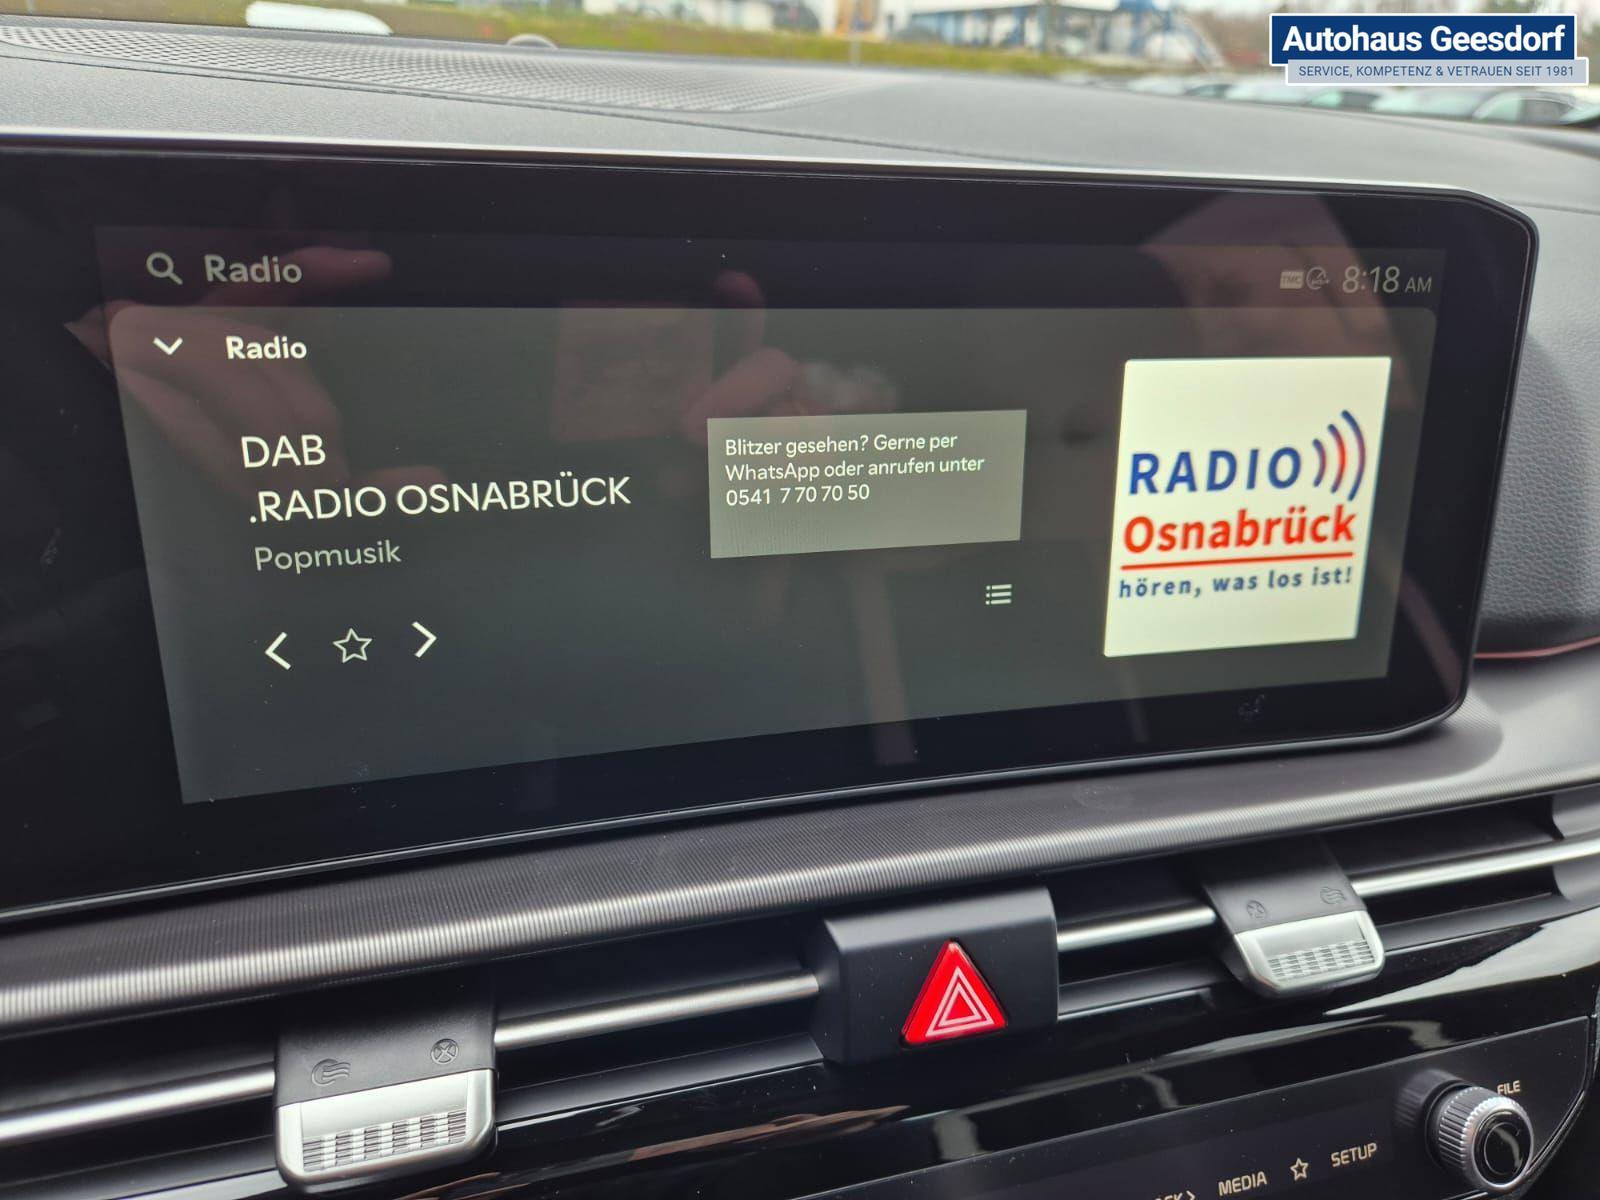 Autohaus Geesdorf
SERVICE, KOMPETENZ & VETRAUEN SEIT 1981
Radio
TMC
8:18 AM
Radio
DAB
.RADIO OSNABRÜCK
Popmusik
Blitzer gesehen? Gerne per
WhatsApp oder anrufen unter
0541 7 70 70 50
RADIO
Osnabrück
hören, was los ist!
FILE
MEDIA
SETUP